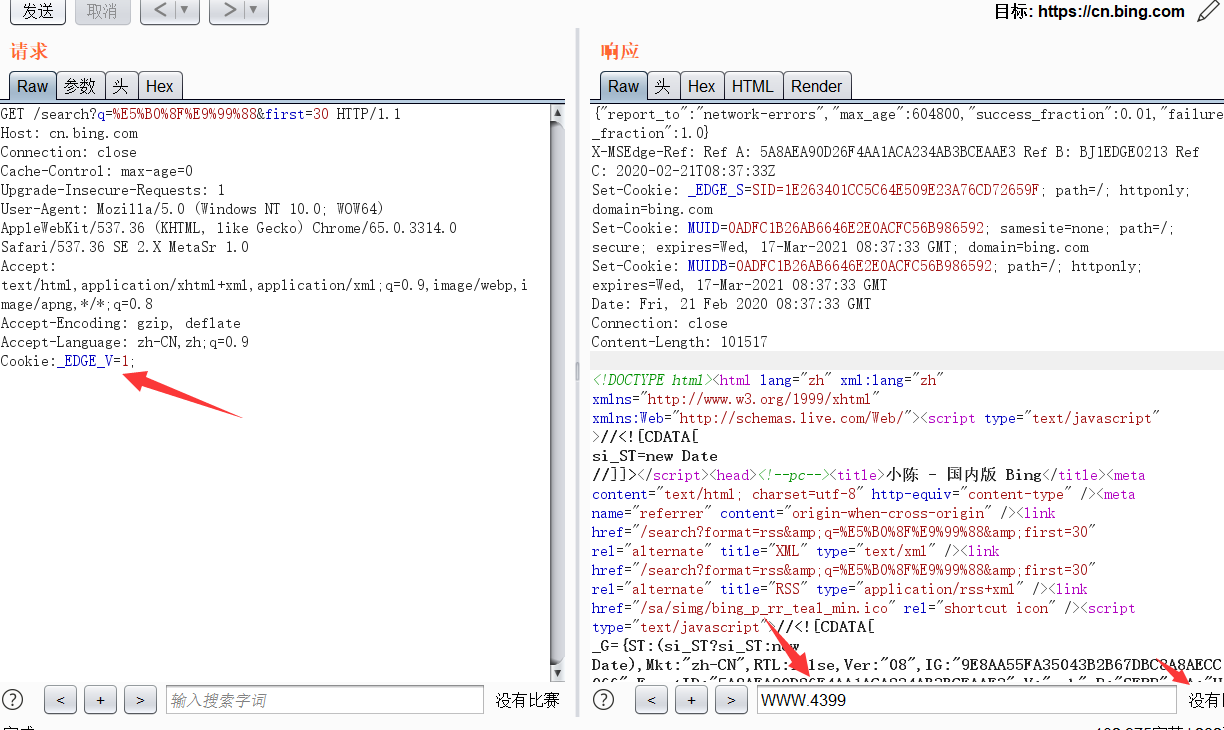 发送
取消
<
>
目标: https://cn.bing.com
请求
Raw 参数 头 Hex
GET /search?q=%E5%B0%8F%E9%99%88&first=30 HTTP/1.1
Host: cn.bing.com
Connection: close
Cache-Control: max-age=0
Upgrade-Insecure-Requests: 1
User-Agent: Mozilla/5.0 (Windows NT 10.0; WOW64)
AppleWebKit/537.36 (KHTML, like Gecko) Chrome/65.0.3314.0
Safari/537.36 SE 2.X MetaSr 1.0
Accept:
text/html,application/xhtml+xml,application/xml;q=0.9,image/webp,i
mage/apng,*/*;q=0.8
Accept-Encoding: gzip, deflate
Accept-Language: zh-CN,zh;q=0.9
Cookie:_EDGE_V=1;
? < + > 输入搜索字词 没有比赛
响应
Raw 头 Hex HTML Render
{"report_to":"network-errors","max_age":604800,"success_fraction":0.01,"failure
_fraction":1.0}
X-MSEdge-Ref: Ref A: 5A8AEA90D26F4AA1ACA234AB3BCEAAE3 Ref B: BJ1EDGE0213 Ref
C: 2020-02-21T08:37:33Z
Set-Cookie: _EDGE_S=SID=1E263401CC5C64E509E23A76CD72659F; path=/; httponly;
domain=bing.com
Set-Cookie: MUID=0ADFC1B26AB6646E2E0ACFC56B986592; samesite=none; path=/;
secure; expires=Wed, 17-Mar-2021 08:37:33 GMT; domain=bing.com
Set-Cookie: MUIDB=0ADFC1B26AB6646E2E0ACFC56B986592; path=/; httponly;
expires=Wed, 17-Mar-2021 08:37:33 GMT
Date: Fri, 21 Feb 2020 08:37:33 GMT
Connection: close
Content-Length: 101517
<!DOCTYPE html><html lang="zh" xml:lang="zh"
xmlns="http://www.w3.org/1999/xhtml"
xmlns:Web="http://schemas.live.com/Web/"><script type="text/javascript"
>//<![CDATA[
si_ST=new Date
//]]></script><head><!--pc--><title>小陈 - 国内版 Bing</title><meta
content="text/html; charset=utf-8" http-equiv="content-type" /><meta
name="referrer" content="origin-when-cross-origin" /><link
href="/search?format=rss&amp;q=%E5%B0%8F%E9%99%88&amp;first=30"
rel="alternate" title="XML" type="text/xml" /><link
href="/search?format=rss&amp;q=%E5%B0%8F%E9%99%88&amp;first=30"
rel="alternate" title="RSS" type="application/rss+xml" /><link
href="/sa/simg/bing_p_rr_teal_min.ico" rel="shortcut icon" /><script
type="text/javascript">//<![CDATA[
_G={ST:(si_ST?si_ST:new
Date),Mkt:"zh-CN",RTL:false,Ver:"08",IG:"9E8AA55FA35043B2B67DBC8A8AECC
? < + > WWW.4399 没有